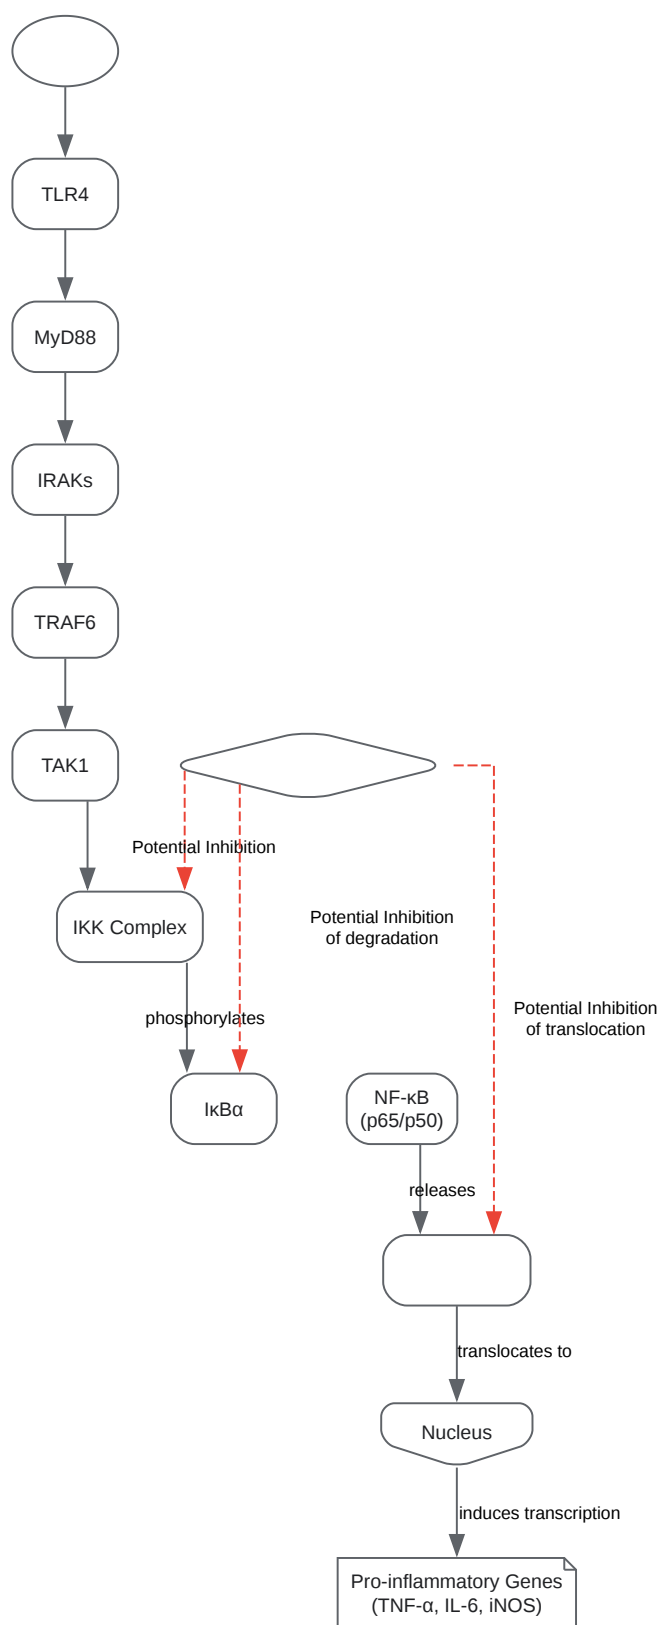 TLR4
MyD88
IRAKs
TRAF6
TAK1
Potential Inhibition
IKK Complex
Potential Inhibition
of degradation
Potential Inhibition
of translocation
phosphorylates
IκBα
NF-κB
(p65/p50)
releases
translocates to
Nucleus
induces transcription
Pro-inflammatory Genes
(TNF-α, IL-6, iNOS)